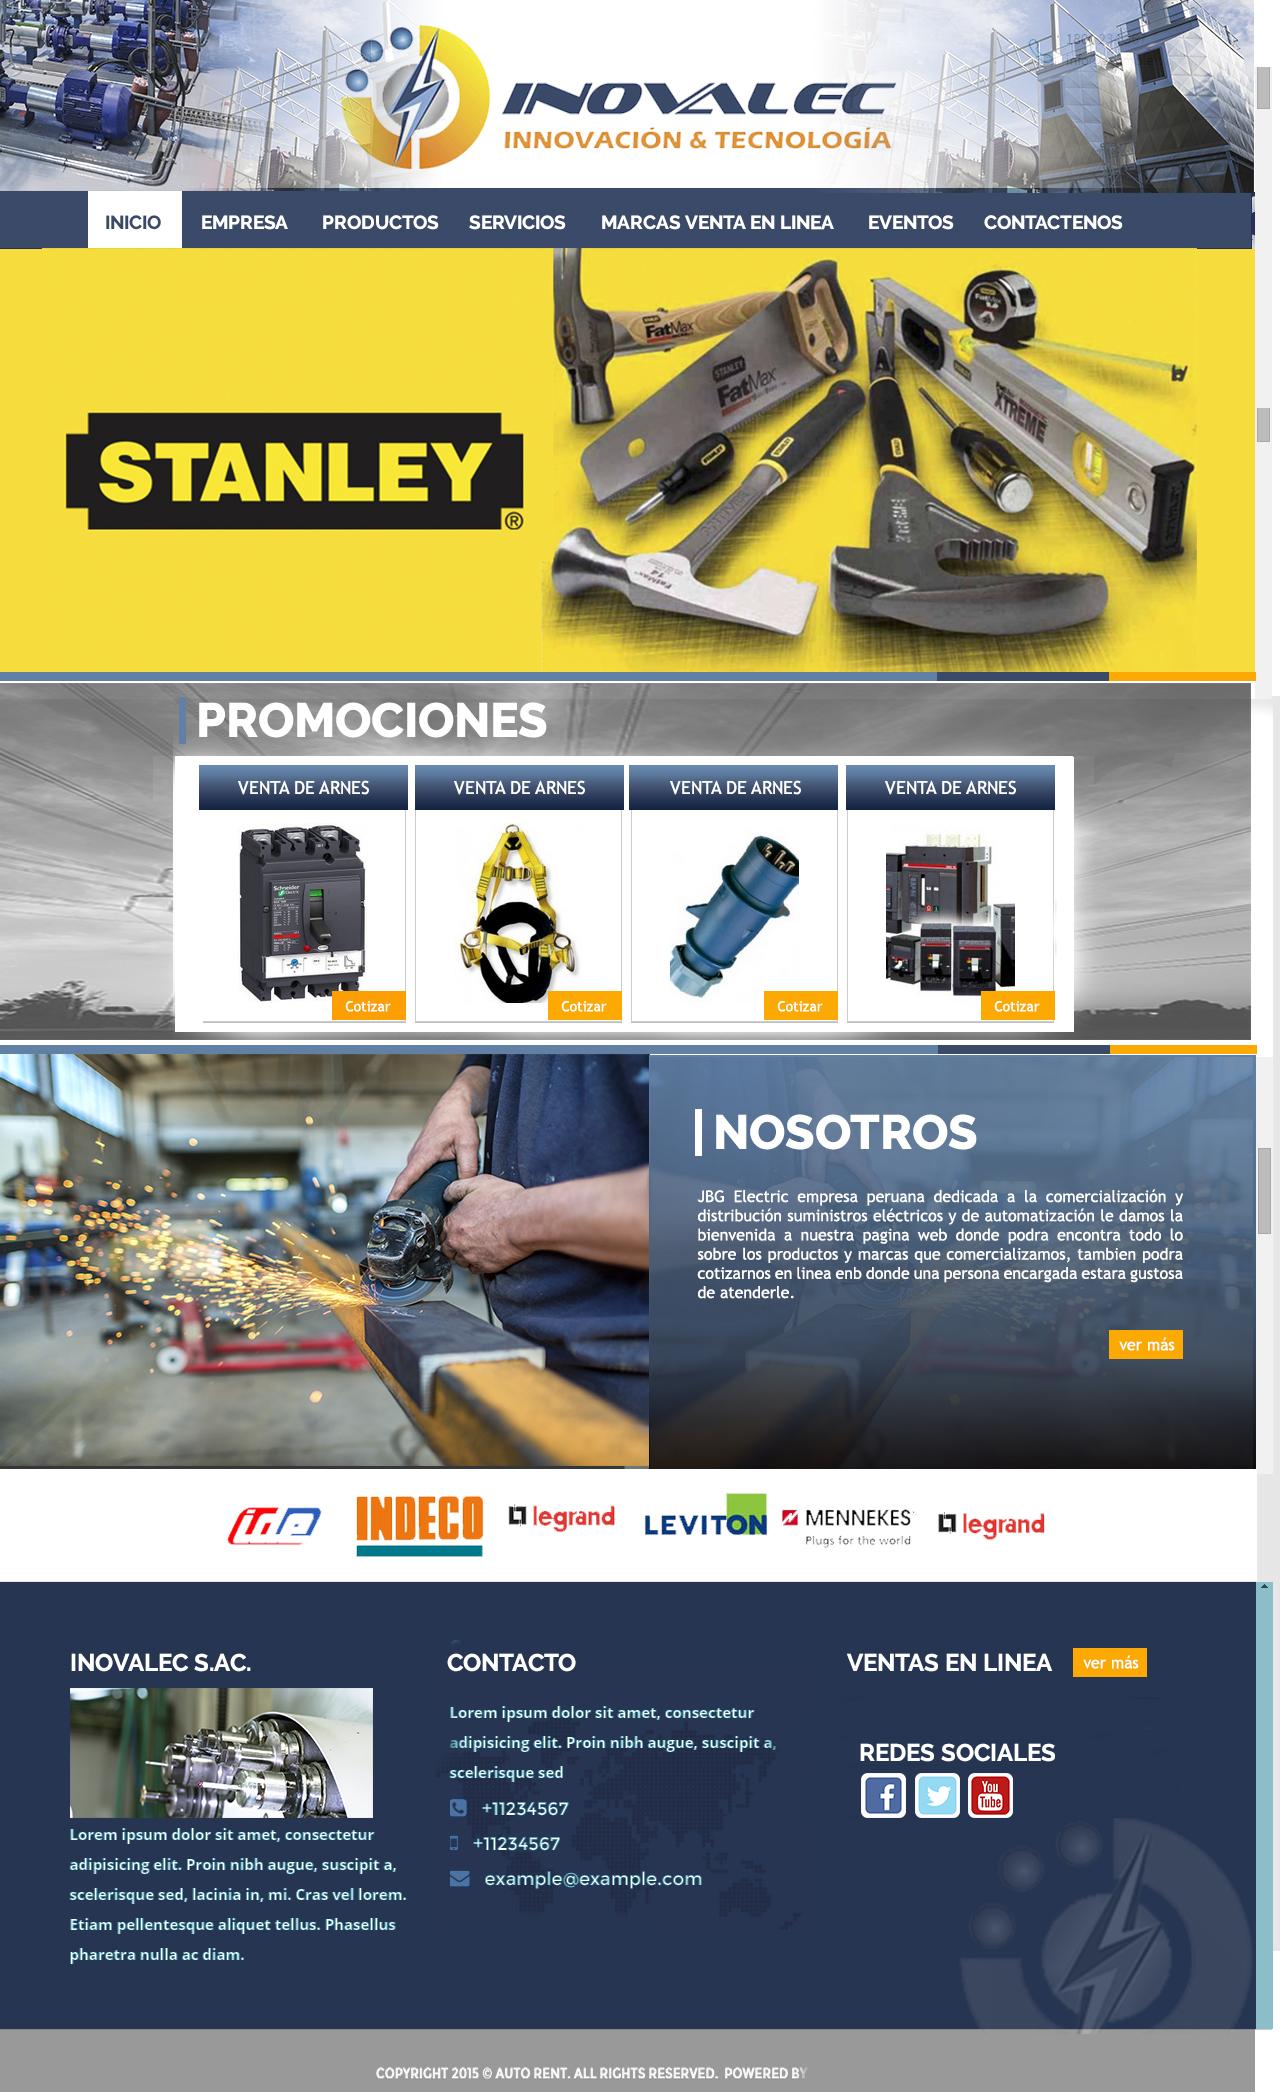 INOVALEC
INNOVACIÓN & TECNOLOGÍA
INICIO EMPRESA PRODUCTOS SERVICIOS MARCAS VENTA EN LINEA EVENTOS CONTACTENOS
STANLEY®
FatMax
STANLEY
FatMax
FatMax
XTREME
STANLEY
PROMOCIONES
VENTA DE ARNES VENTA DE ARNES VENTA DE ARNES VENTA DE ARNES
Schneider
Electric
Cotizar Cotizar Cotizar Cotizar
NOSOTROS
JBG Electric empresa peruana dedicada a la comercialización y
distribución suministros eléctricos y de automatización le damos la
bienvenida a nuestra pagina web donde podra encontra todo lo
sobre los productos y marcas que comercializamos, tambien podra
cotizarnos en linea enb donde una persona encargada estara gustosa
de atenderle.
ver más
INDECO legrand LEVITON MENNEKES legrand
Plugs for the world
INOVALEC S.AC.
Lorem ipsum dolor sit amet, consectetur
adipisicing elit. Proin nibh augue, suscipit a,
scelerisque sed, lacinia in, mi. Cras vel lorem.
Etiam pellentesque aliquet tellus. Phasellus
pharetra nulla ac diam.
CONTACTO
Lorem ipsum dolor sit amet, consectetur
adipisicing elit. Proin nibh augue, suscipit a,
scelerisque sed
+11234567
+11234567
example@example.com
VENTAS EN LINEA ver más
REDES SOCIALES
You
Tube
COPYRIGHT 2015 © AUTO RENT. ALL RIGHTS RESERVED. POWERED BY